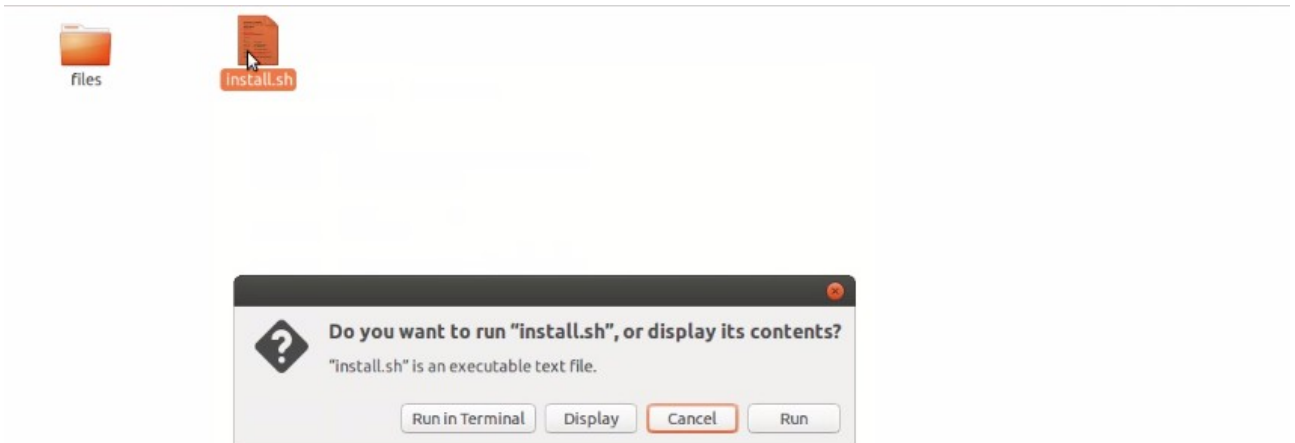 files
install.sh
Do you want to run “install.sh”, or display its contents?
“install.sh” is an executable text file.
Run in Terminal
Display
Cancel
Run